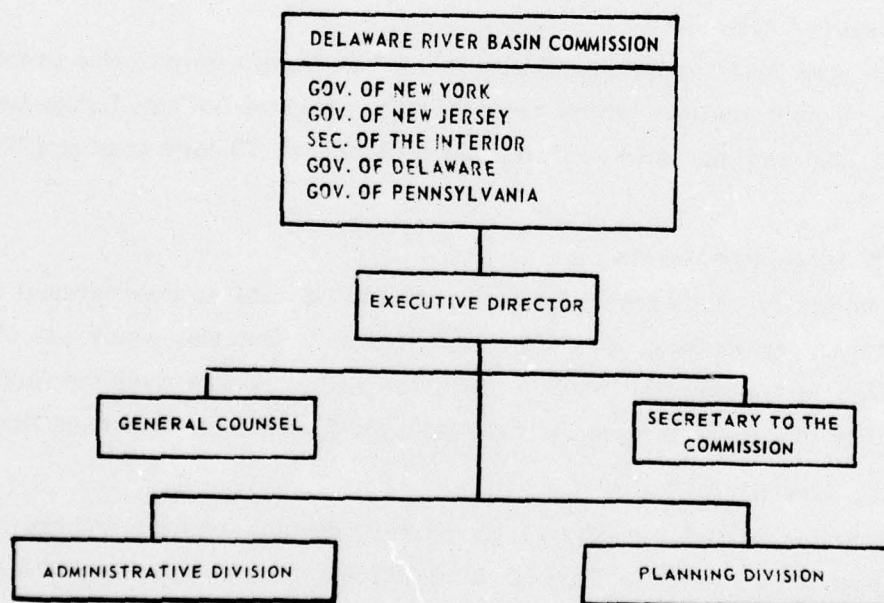 DELAWARE RIVER BASIN COMMISSION
GOV. OF NEW YORK
GOV. OF NEW JERSEY
SEC. OF THE INTERIOR
GOV. OF DELAWARE
GOV. OF PENNSYLVANIA
EXECUTIVE DIRECTOR
GENERAL COUNSEL
SECRETARY TO THE
COMMISSION
ADMINISTRATIVE DIVISION
PLANNING DIVISION